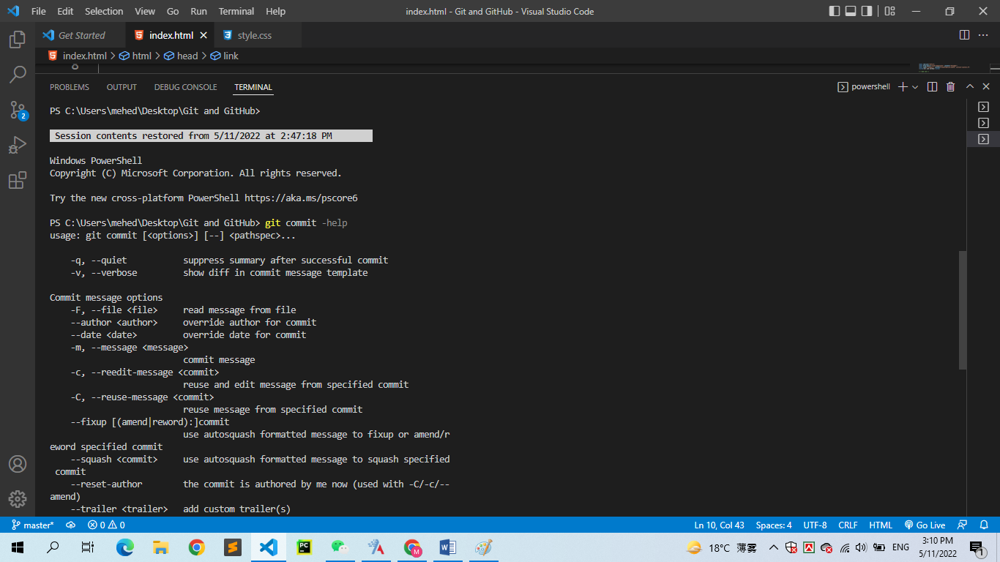 File Edit Selection View Go Run Terminal Help
index.html - Git and GitHub - Visual Studio Code
Get Started
index.html
style.css
index.html > html > head > link
8
PROBLEMS OUTPUT DEBUG CONSOLE TERMINAL
powershell
PS C:\Users\mehed\Desktop\Git and GitHub>
Session contents restored from 5/11/2022 at 2:47:18 PM
Windows PowerShell
Copyright (C) Microsoft Corporation. All rights reserved.
Try the new cross-platform PowerShell https://aka.ms/pscore6
PS C:\Users\mehed\Desktop\Git and GitHub> git commit -help
usage: git commit [<options>] [--] <pathspec>...
-q, --quiet suppress summary after successful commit
-v, --verbose show diff in commit message template
Commit message options
-F, --file <file> read message from file
--author <author> override author for commit
--date <date> override date for commit
-m, --message <message>
commit message
-c, --reedit-message <commit>
reuse and edit message from specified commit
-C, --reuse-message <commit>
reuse message from specified commit
--fixup [(amend|reword):]commit
use autosquash formatted message to fixup or amend/r
eword specified commit
--squash <commit> use autosquash formatted message to squash specified
commit
--reset-author the commit is authored by me now (used with -C/-c/--
amend)
--trailer <trailer> add custom trailer(s)
2
master* 0 0
Ln 10, Col 43 Spaces: 4 UTF-8 CRLF HTML Go Live
PC
M
W
18°C 薄雾
ENG
3:10 PM
5/11/2022
1